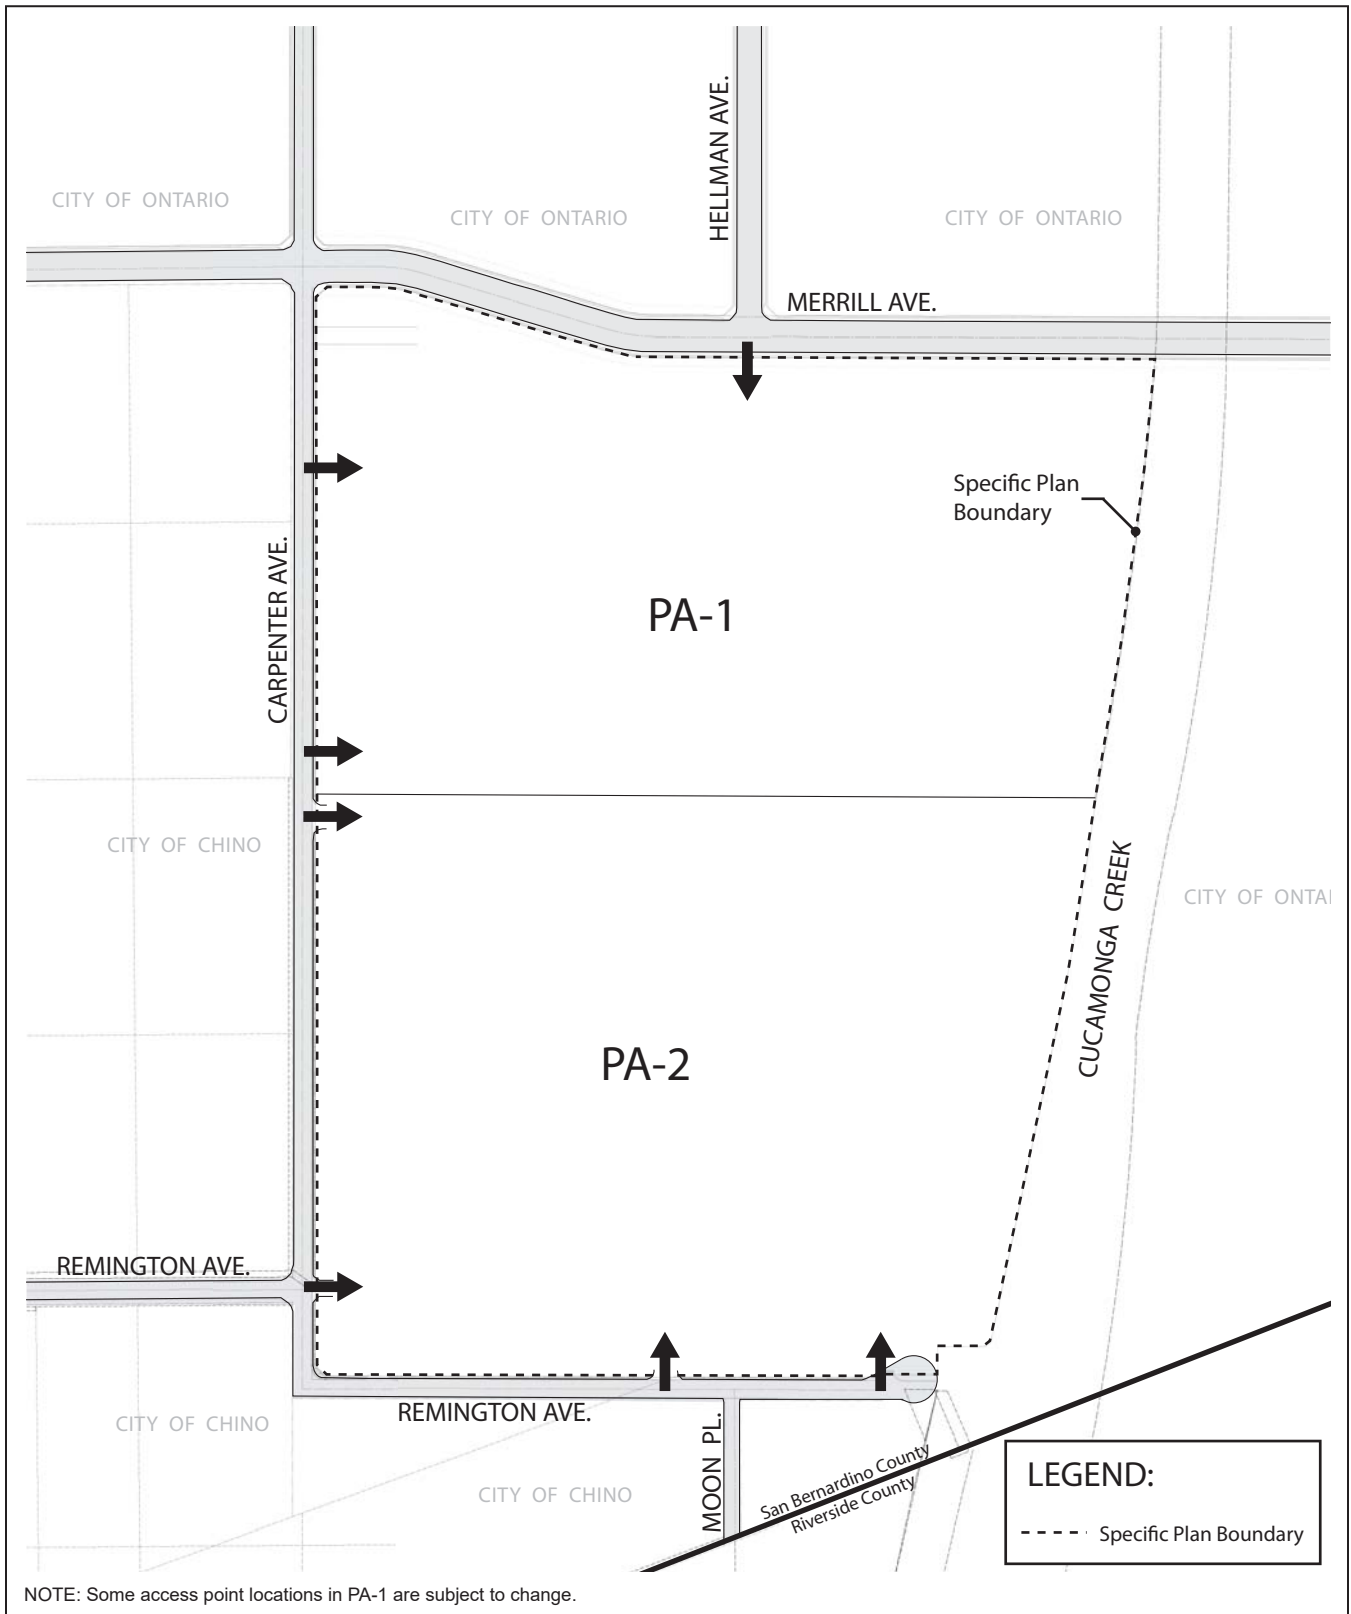 HELLMAN AVE.
CITY OF ONTARIO
CITY OF ONTARIO
CITY OF ONTARIO
MERRILL AVE.
Specific Plan
Boundary
CARPENTER AVE.
PA-1
CITY OF CHINO
CUCAMONGA CREEK
CITY OF ONTAI
PA-2
REMINGTON AVE.
REMINGTON AVE.
CITY OF CHINO
MOON PL.
CITY OF CHINO
San Bernardino County
Riverside County
LEGEND:
Specific Plan Boundary
NOTE: Some access point locations in PA-1 are subject to change.